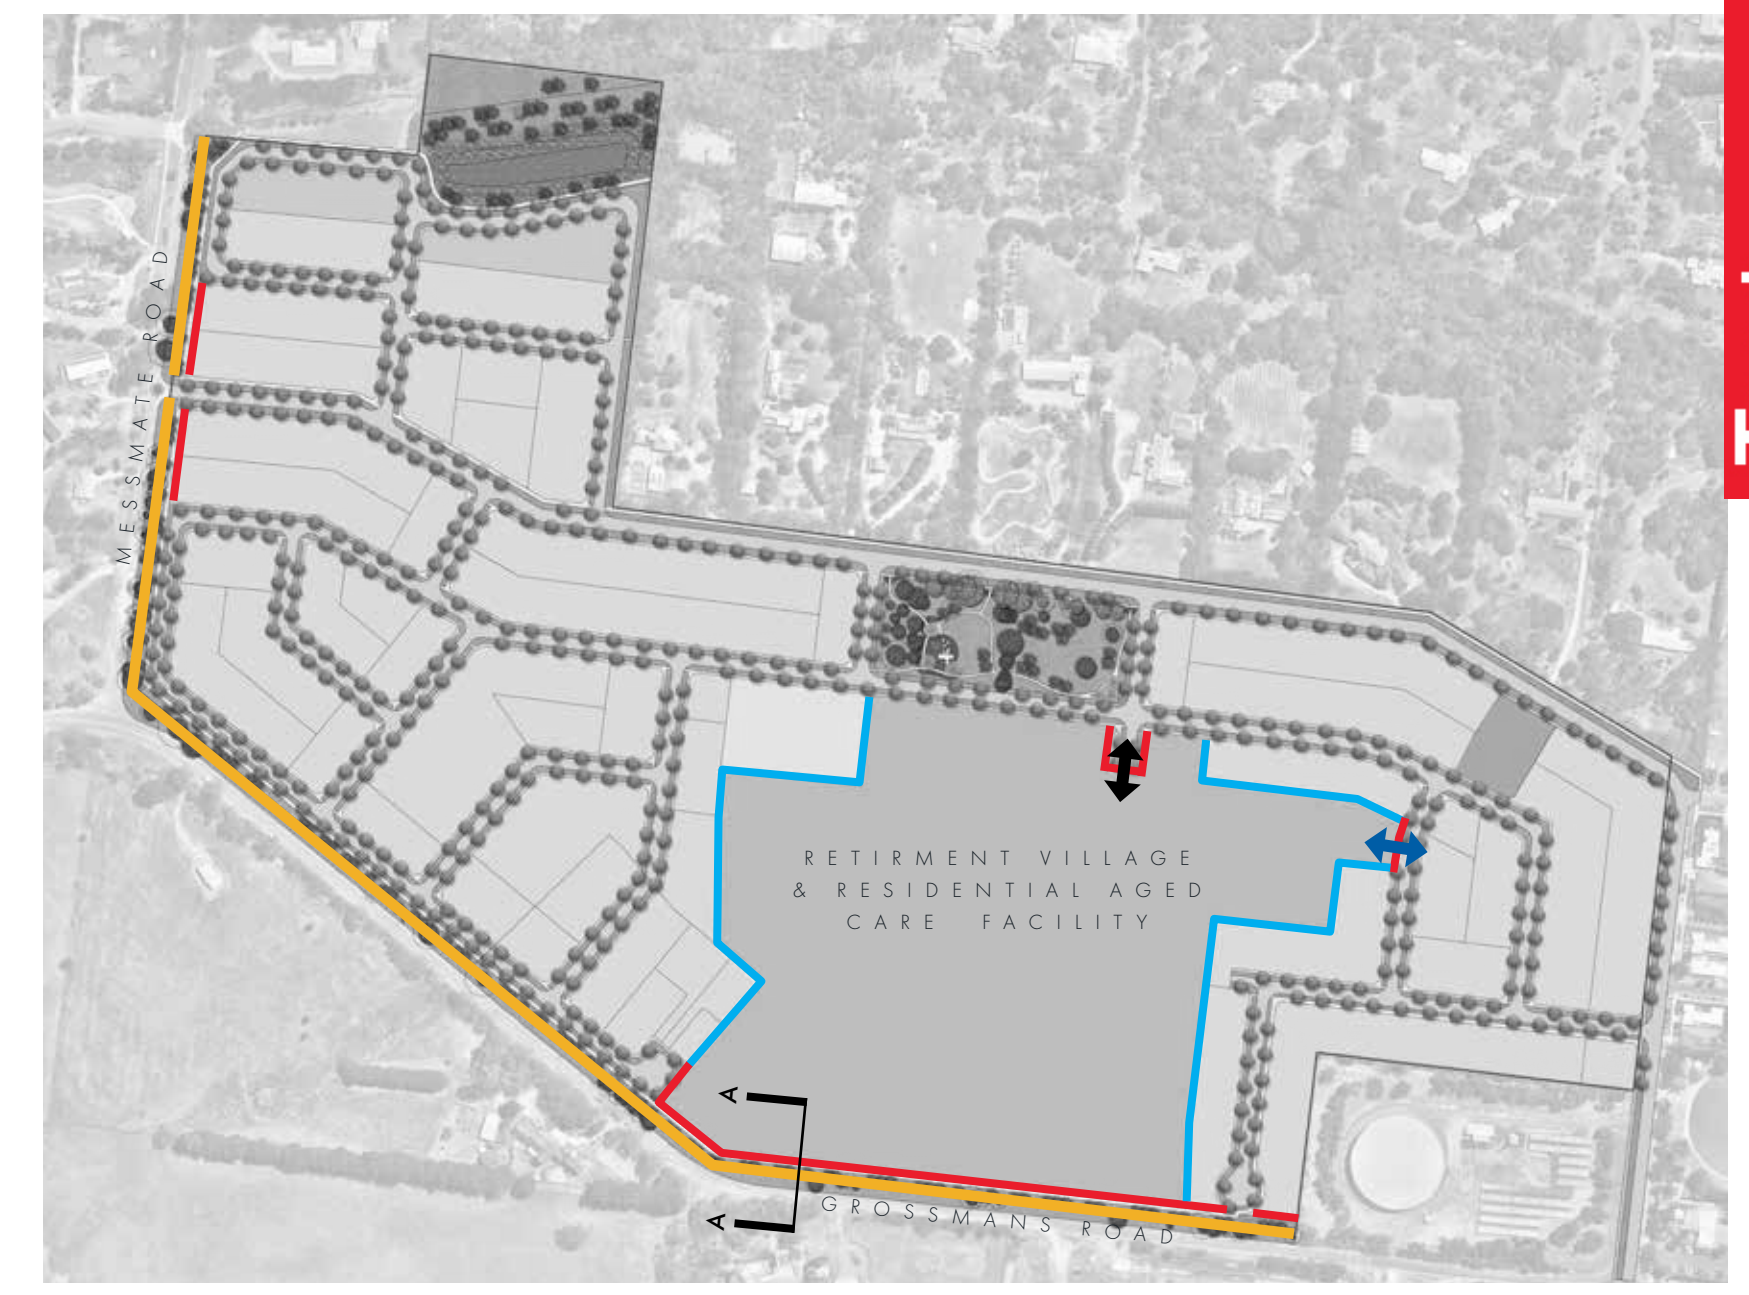 MESSMATE ROAD
RETIRMENT VILLAGE
& RESIDENTIAL AGED
CARE FACILITY
A
A
GROSSMANS ROAD